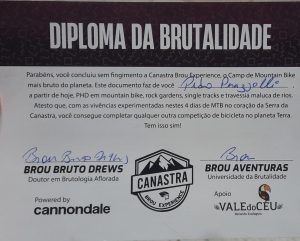 DIPLOMA DA BRUTALIDADE
Parabéns, você concluiu sem fingimento a Canastra Brou Experience, o Camp de Mountain Bike
mais bruto do planeta. Este documento faz de você
a partir de hoje, PHD em mountain bike, rock gardens, single tracks e travessia maluca de rios.
Atesto que, com as vivências experimentadas nestes 4 dias de MTB no coração da Serra da
Canastra, você consegue completar qualquer outra competição de bicicleta no planeta Terra.
Tem isso sim!
BROU BRUTO DREWS
Doutor em Brutologia Aflorada
Powered by
cannondale
CANASTRA
BROU EXPERIENCE
Brou
BROU AVENTURAS
Universidade da Brutalidade
Apoio
VALEdoCÉU